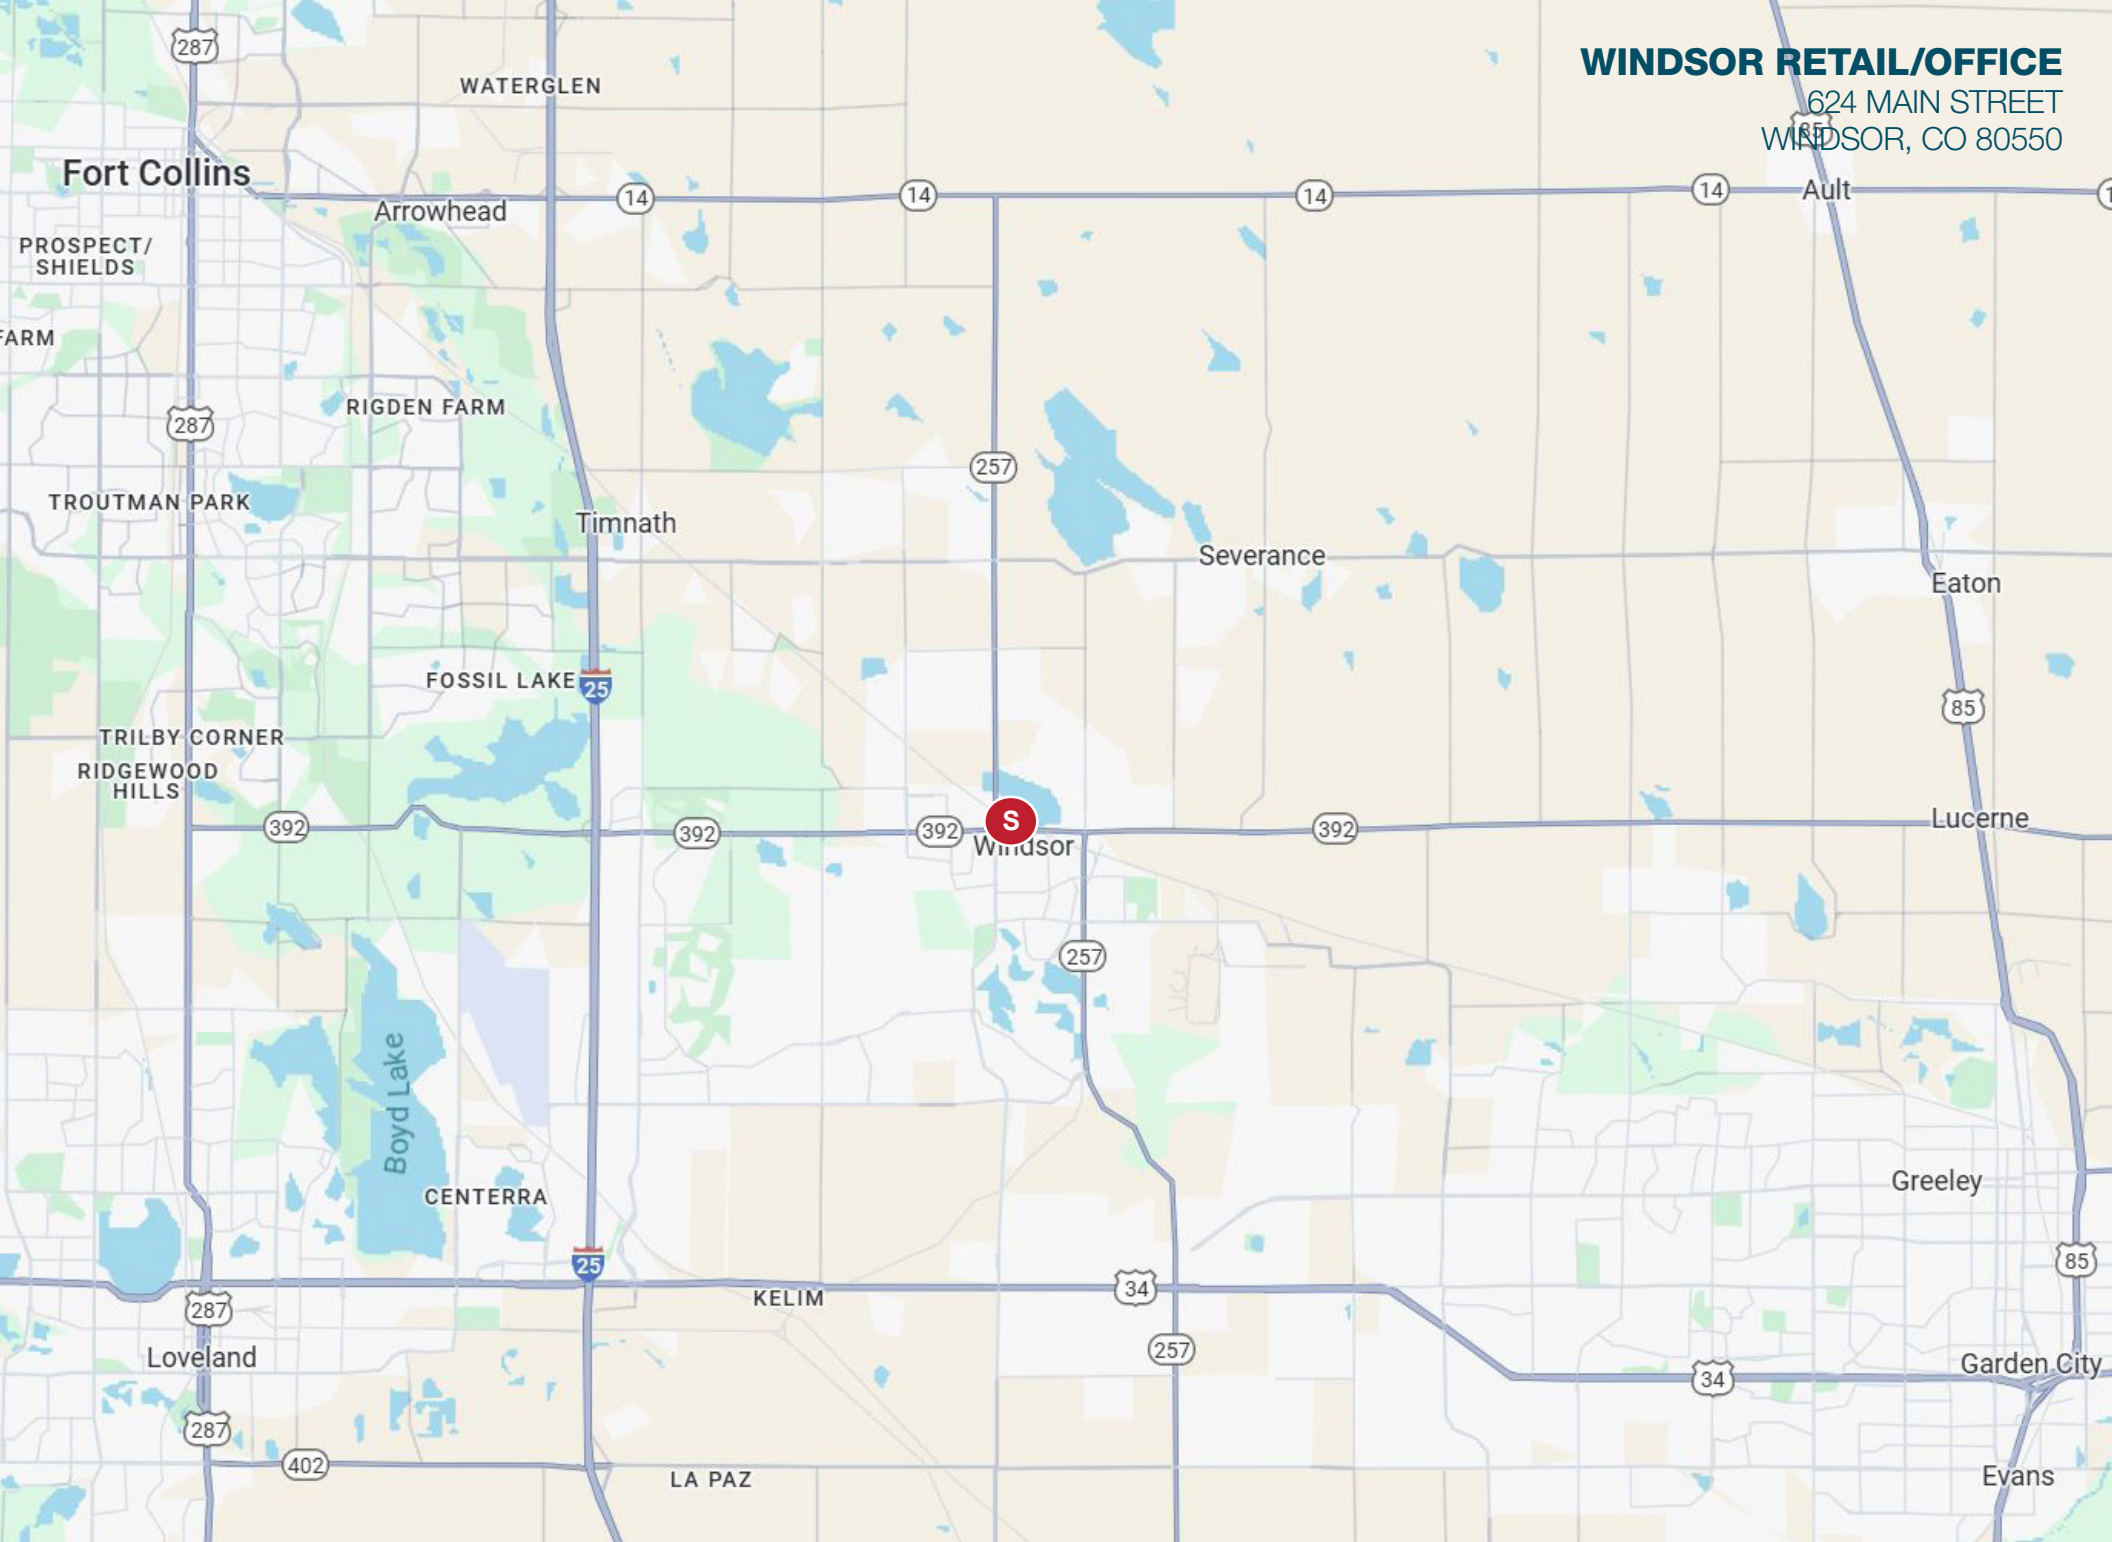 WINDSOR RETAIL/OFFICE
624 MAIN STREET
WINDSOR, CO 80550
287
WATERGLEN
85
Fort Collins
14
14
14
14
Ault
Arrowhead
PROSPECT/
SHIELDS
FARM
RIGDEN FARM
287
257
TROUTMAN PARK
Timnath
Severance
Eaton
FOSSIL LAKE
25
85
TRILBY CORNER
RIDGEWOOD
HILLS
392
392
392
S
392
Lucerne
Windsor
257
Boyd Lake
Greeley
CENTERRA
25
85
34
KELIM
287
257
Loveland
Garden City
34
287
402
LA PAZ
Evans